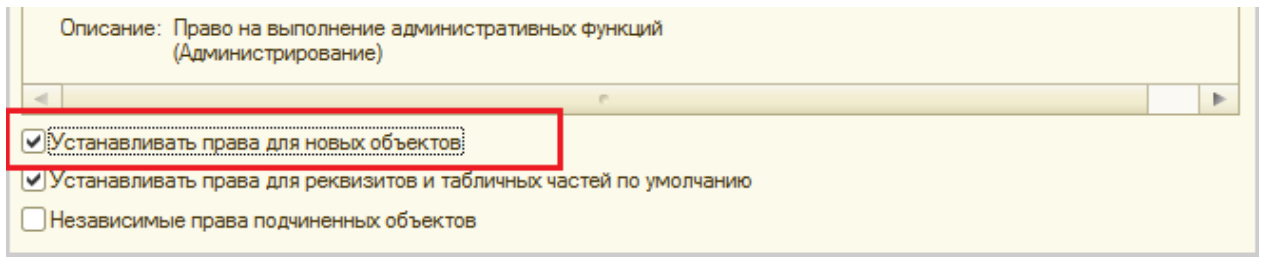 Описание: Право на выполнение административных функций
(Администрирование)
Устанавливать права для новых объектов
Устанавливать права для реквизитов и табличных частей по умолчанию
Независимые права подчиненных объектов